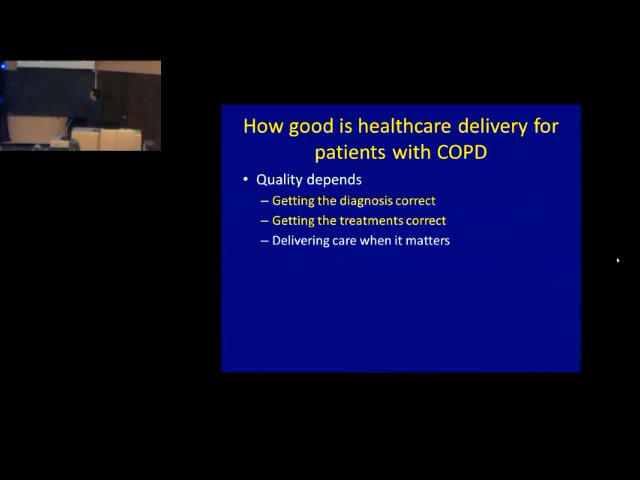 How good is healthcare delivery for
patients with COPD
• Quality depends
– Getting the diagnosis correct
– Getting the treatments correct
– Delivering care when it matters